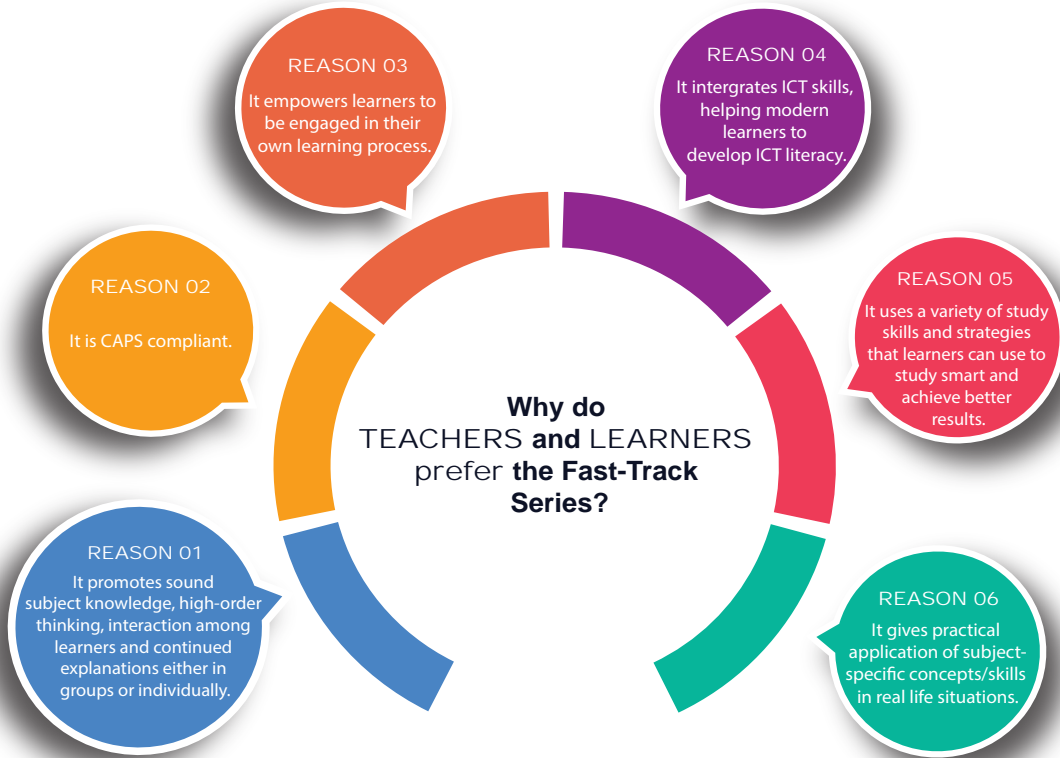 Why do
TEACHERS and LEARNERS
prefer the Fast-Track
Series?
REASON 01
It promotes sound
subject knowledge, high-order
thinking, interaction among
learners and continued
explanations either in
groups or individually.
REASON 02
It is CAPS compliant.
REASON 03
It empowers learners to
be engaged in their
own learning process.
REASON 04
It intergrates ICT skills,
helping modern
learners to
develop ICT literacy.
REASON 05
It uses a variety of study
skills and strategies
that learners can use to
study smart and
achieve better
results.
REASON 06
It gives practical
application of subject-
specific concepts/skills
in real life situations.